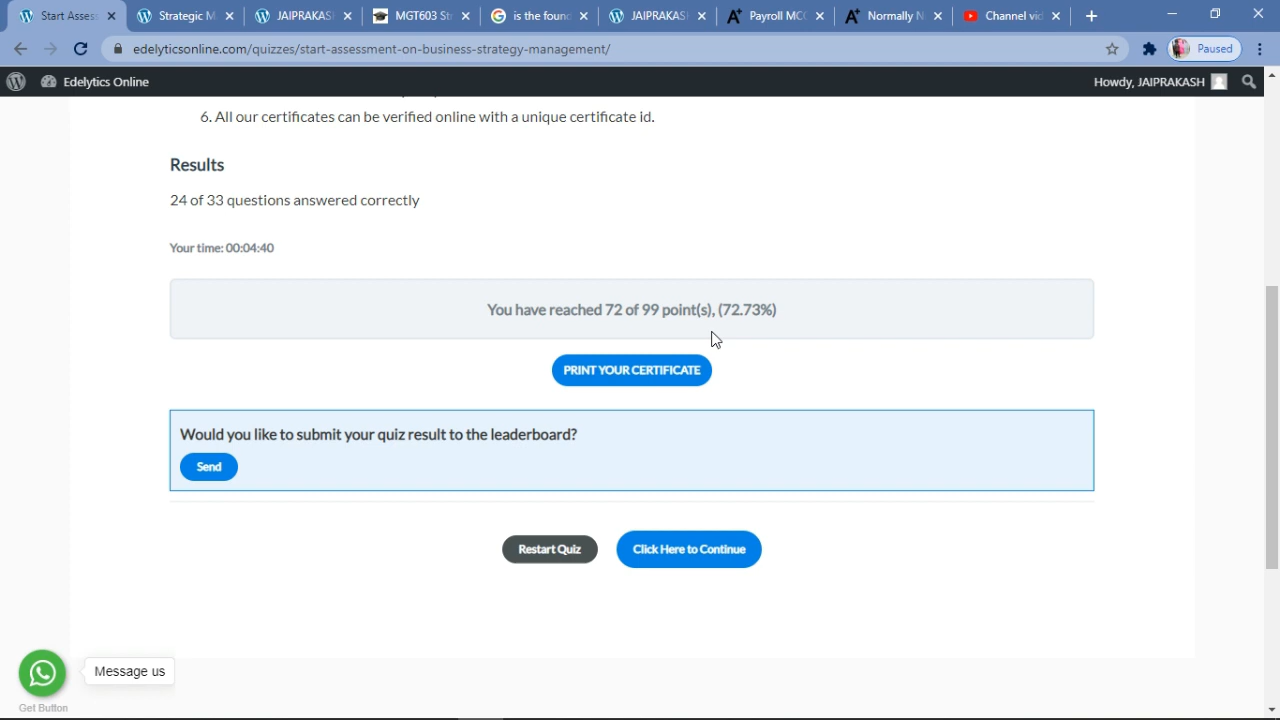 Start Asses
Strategic M
JAIPRAKAS
MGT603 St
is the foun
JAIPRAKAS
Payroll MC
Normally N
Channel vid
edelyticsonline.com/quizzes/start-assessment-on-business-strategy-management/
Paused
Edelytics Online
Howdy, JAIPRAKASH
6. All our certificates can be verified online with a unique certificate id.
Results
24 of 33 questions answered correctly
Your time: 00:04:40
You have reached 72 of 99 point(s), (72.73%)
PRINT YOUR CERTIFICATE
Would you like to submit your quiz result to the leaderboard?
Send
Restart Quiz
Click Here to Continue
Message us
Get Button